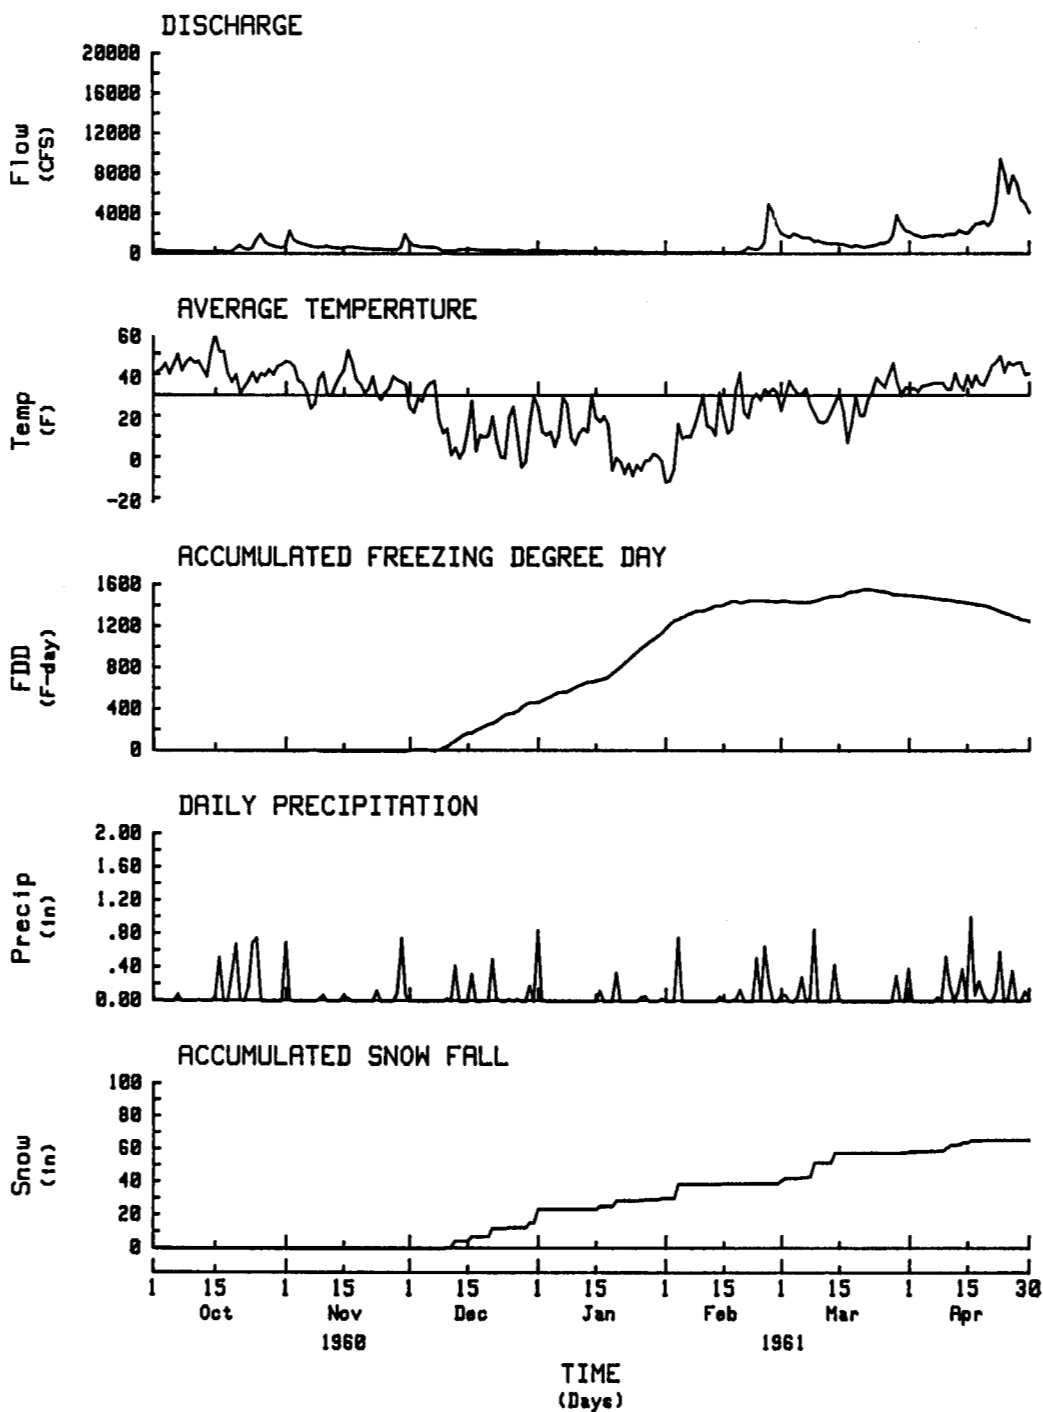 DISCHARGE
20000
16000
12000
8000
4000
0
Flow
(CFS)
AVERAGE TEMPERATURE
60
40
20
0
-20
Temp
(F)
ACCUMULATED FREEZING DEGREE DAY
1600
1200
800
400
0
FDD
(F-day)
DAILY PRECIPITATION
2.00
1.60
1.20
.80
.40
0.00
Precip
(in)
ACCUMULATED SNOW FALL
100
80
60
40
20
0
Snow
(in)
1 15 1 15 1 15 1 15 1 15 1 15 1 15 30
Oct Nov Dec Jan Feb Mar Apr
1960 1961
TIME
(Days)